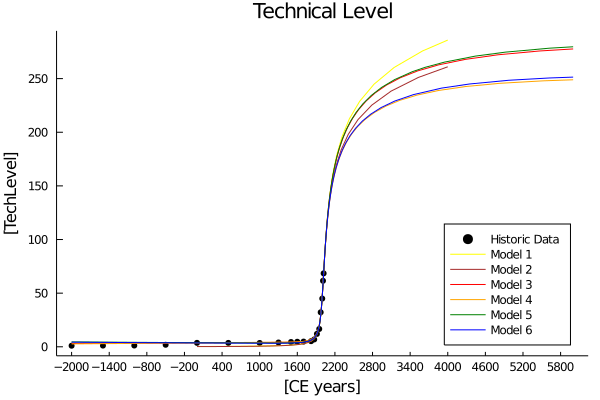 Technical Level
[TechLevel]
250
200
150
100
50
0
−2000 −1400 −800 −200 400 1000 1600 2200 2800 3400 4000 4600 5200 5800
[CE years]
Historic Data
Model 1
Model 2
Model 3
Model 4
Model 5
Model 6